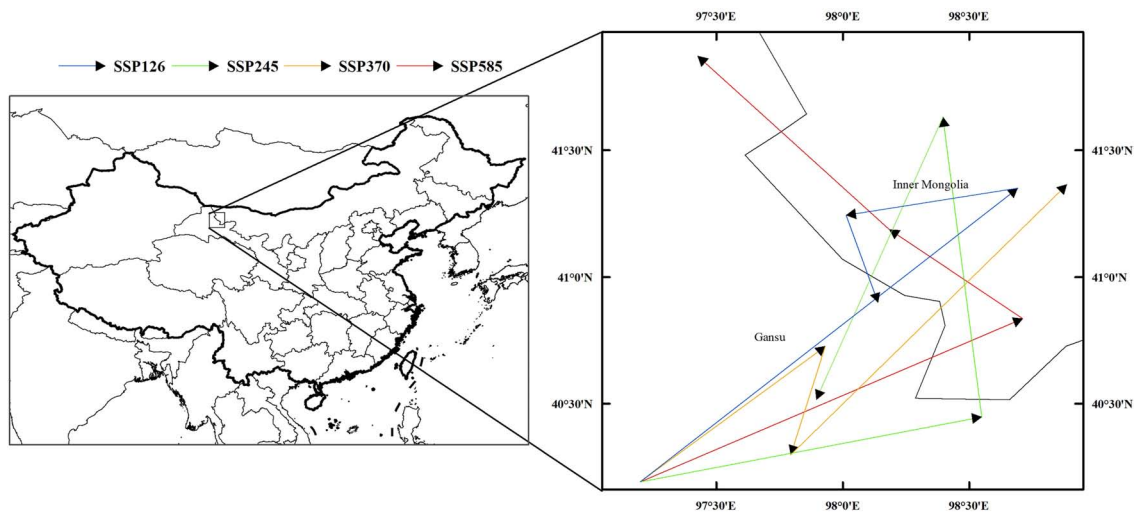 SSP126 SSP245 SSP370 SSP585
97°30'E 98°0'E 98°30'E
41°30'N 41°30'N
Inner Mongolia
41°0'N 41°0'N
Gansu
40°30'N 40°30'N
97°30'E 98°0'E 98°30'E